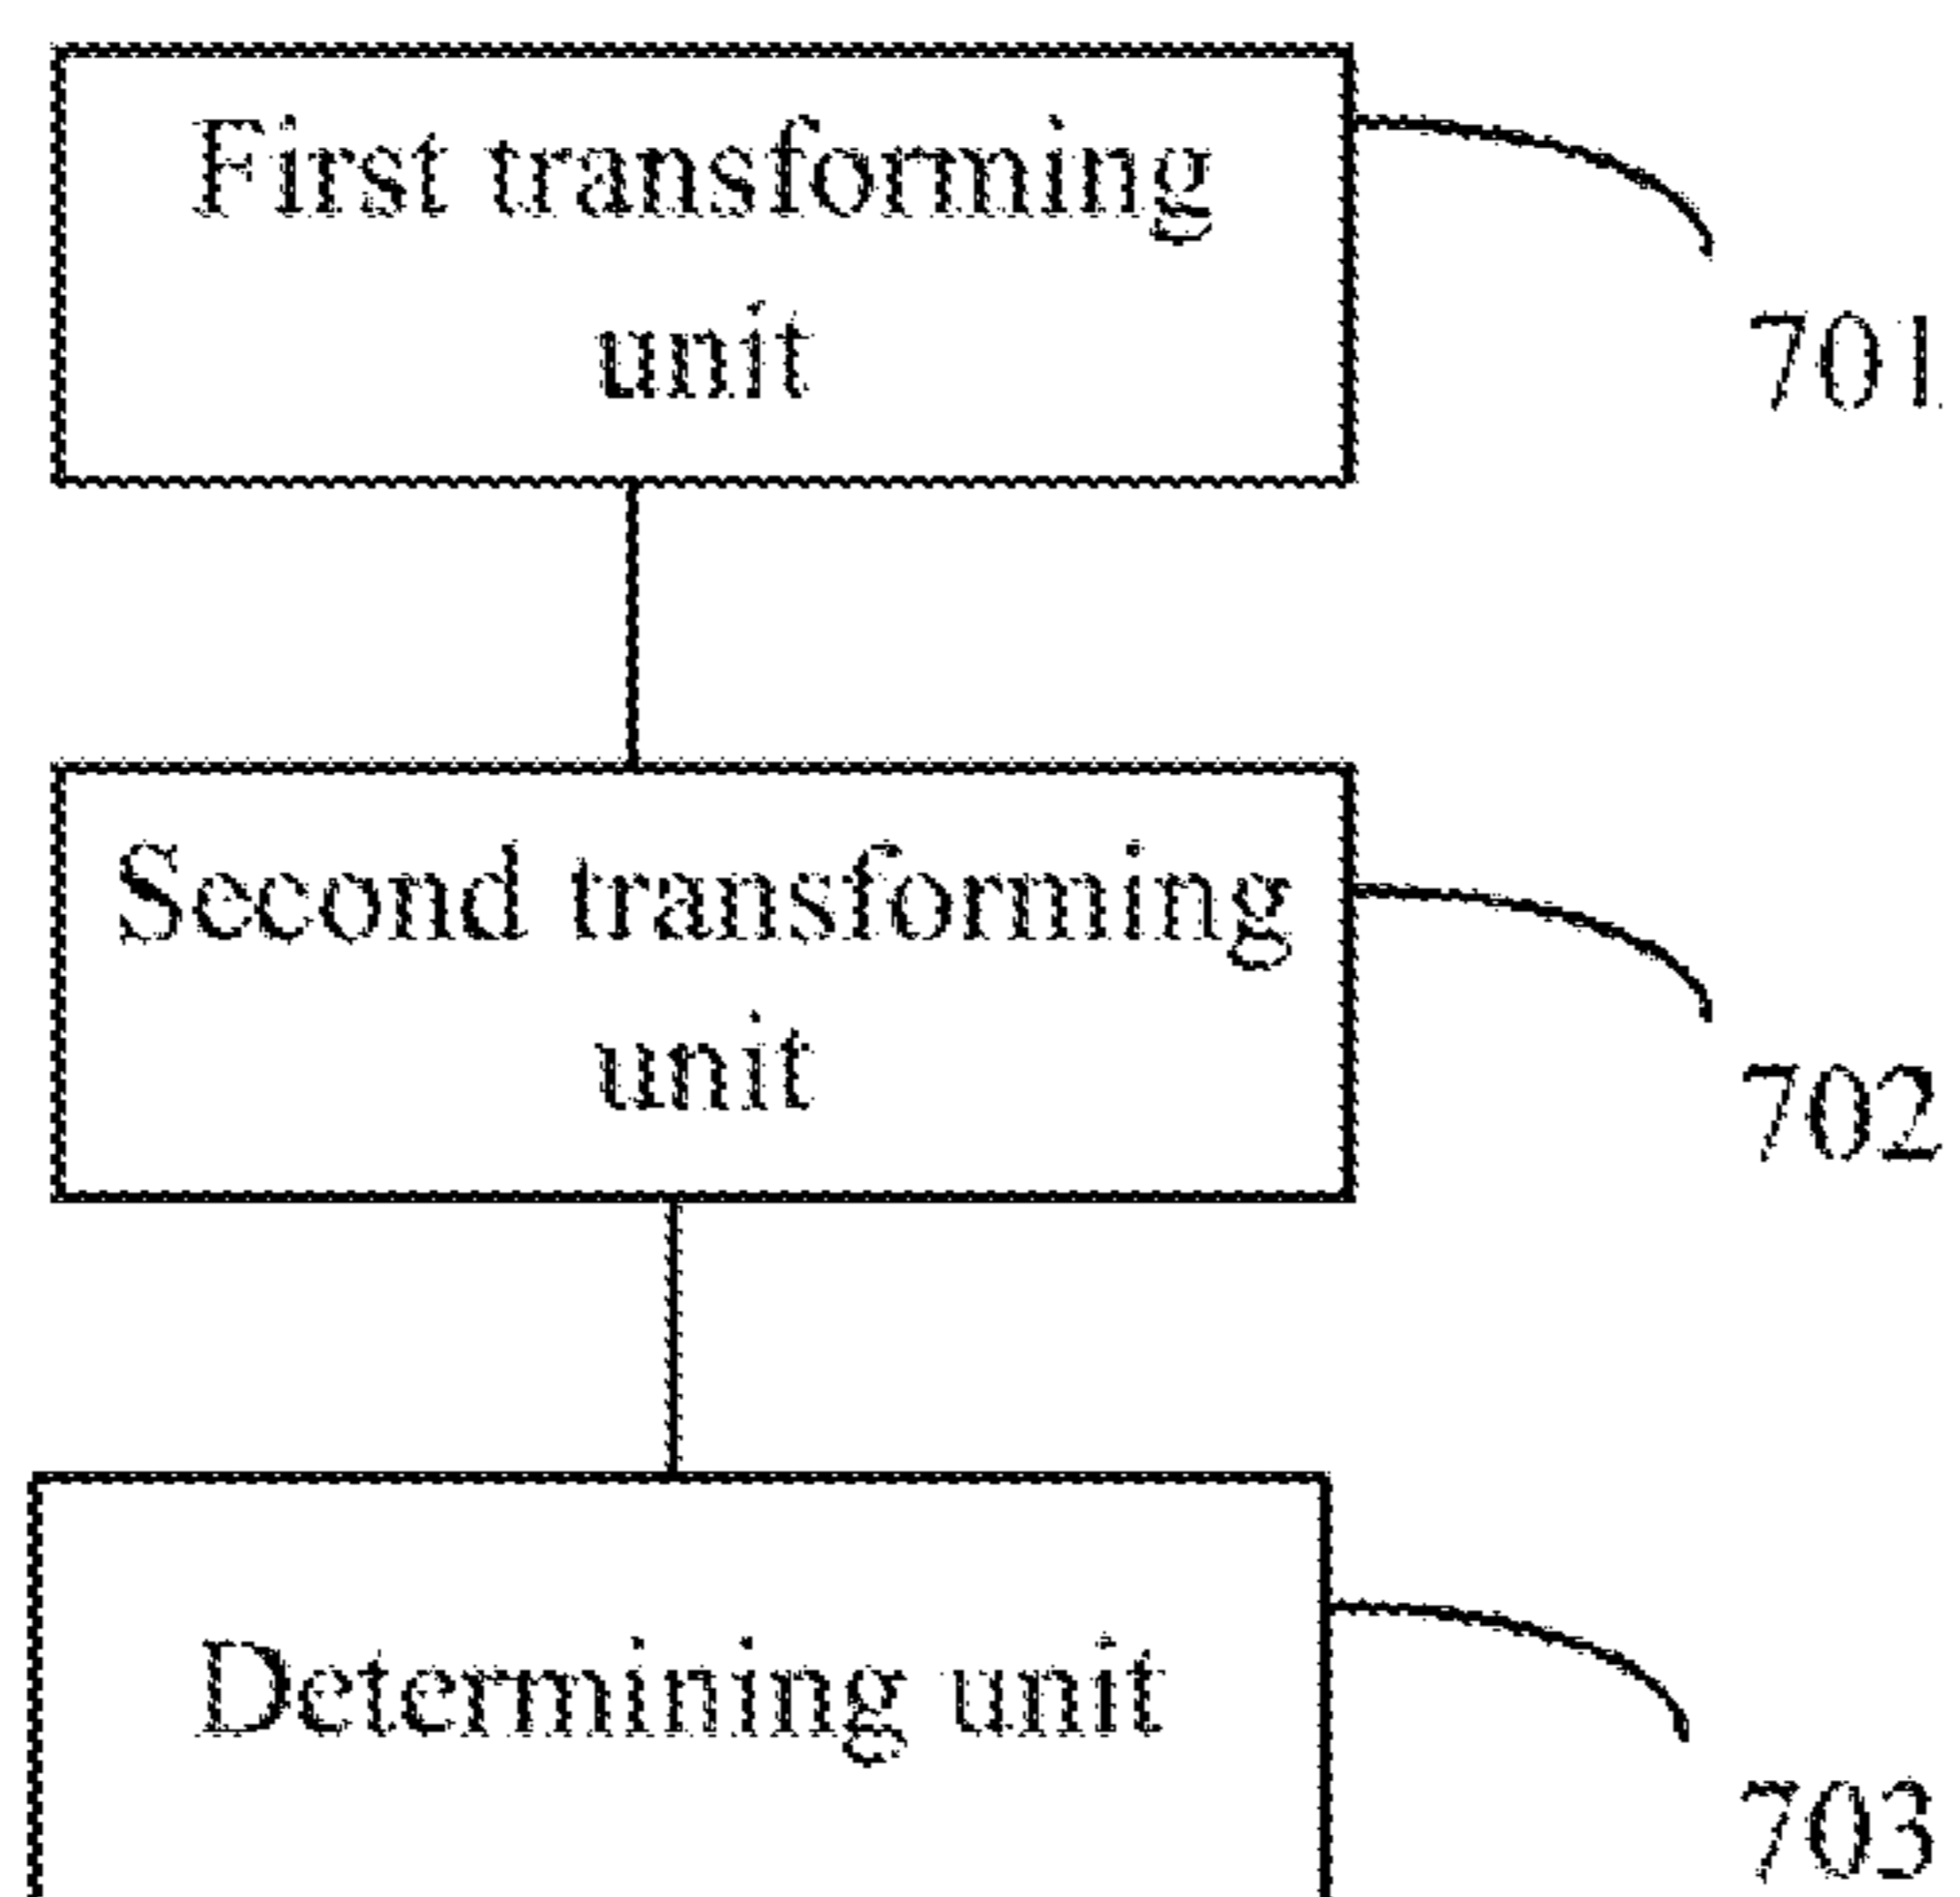 First transforming
unit
701
Second transforming
unit
702
Determining unit
703